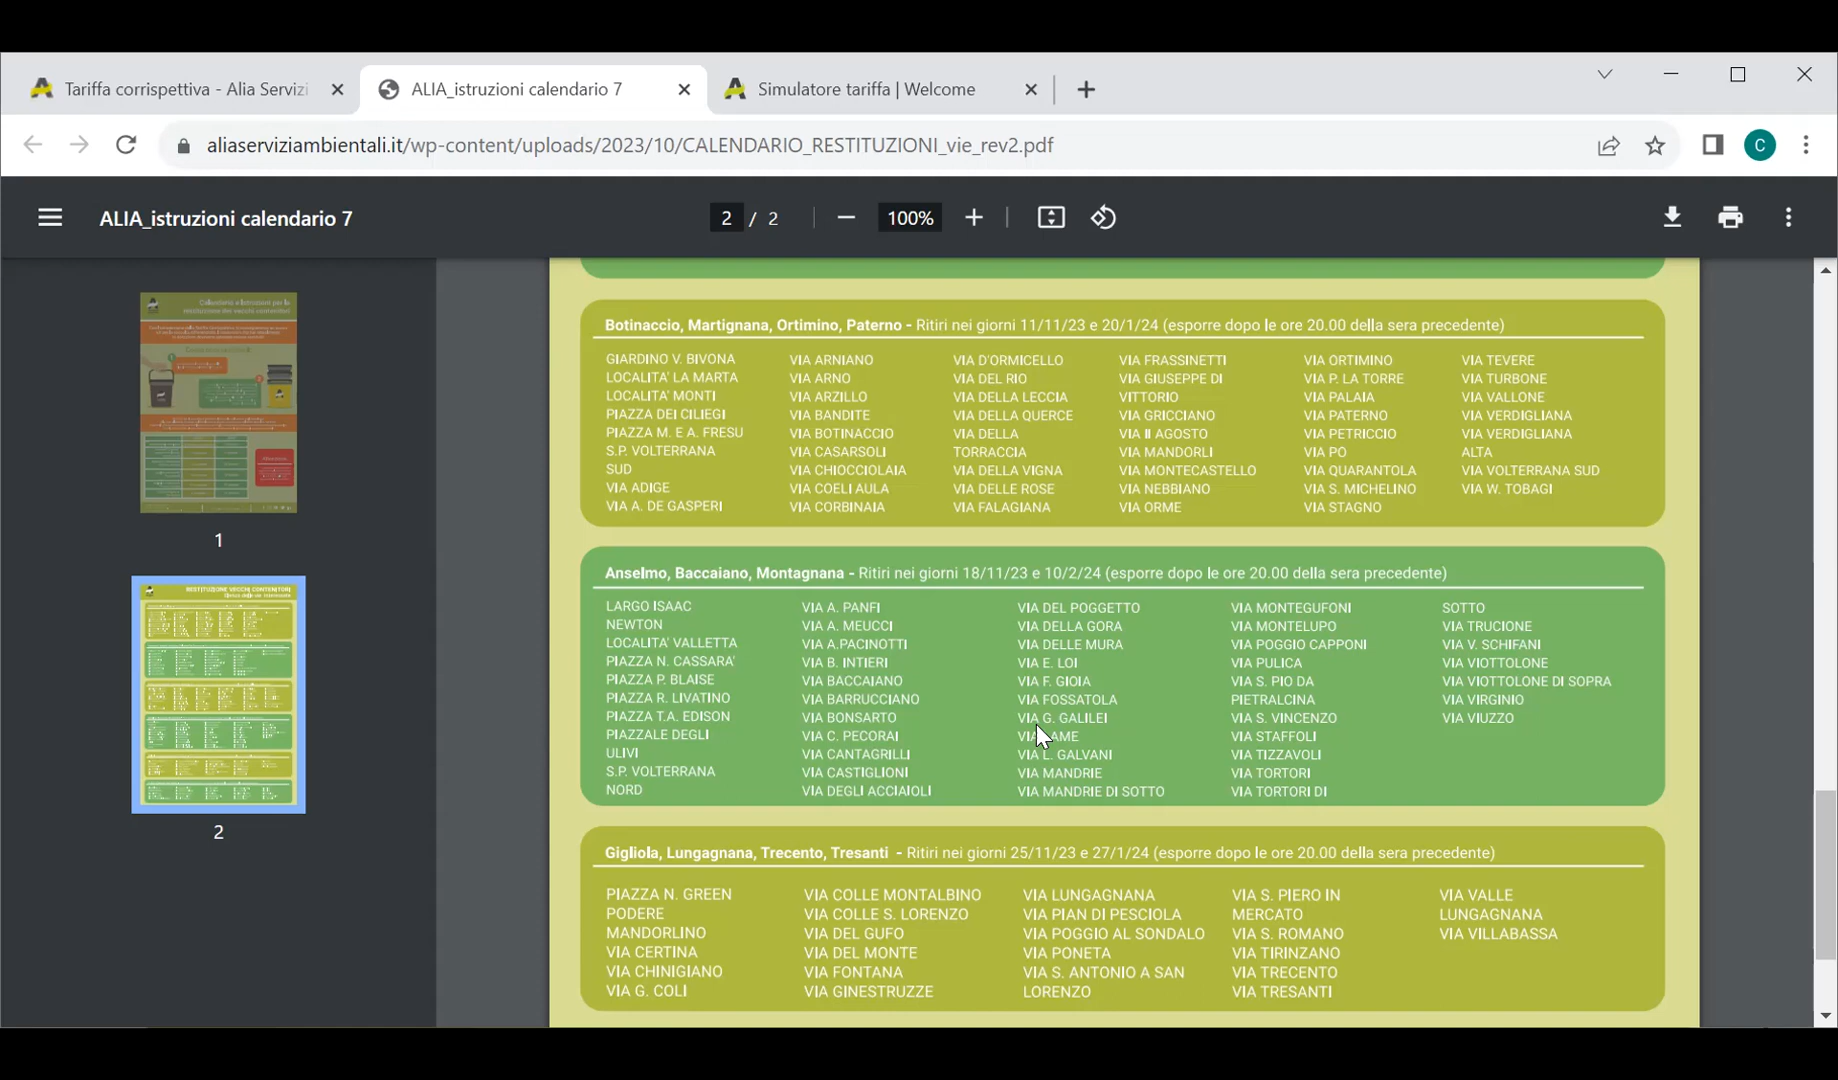 Tariffa corrispettiva - Alia Servizi
ALIA_istruzioni calendario 7
Simulatore tariffa | Welcome
aliaserviziambientali.it/wp-content/uploads/2023/10/CALENDARIO_RESTITUZIONI_vie_rev2.pdf
C
ALIA_istruzioni calendario 7
2 / 2
100%
1
2
Botinaccio, Martignana, Ortimino, Paterno - Ritiri nei giorni 11/11/23 e 20/1/24 (esporre dopo le ore 20.00 della sera precedente)
GIARDINO V. BIVONA
LOCALITA' LA MARTA
LOCALITA' MONTI
PIAZZA DEI CILIEGI
PIAZZA M. E A. FRESU
S.P. VOLTERRANA
SUD
VIA ADIGE
VIA A. DE GASPERI
VIA ARNIANO
VIA ARNO
VIA ARZILLO
VIA BANDITE
VIA BOTINACCIO
VIA CASARSOLI
VIA CHIOCCIOLAIA
VIA COELI AULA
VIA CORBINAIA
VIA D'ORMICELLO
VIA DEL RIO
VIA DELLA LECCIA
VIA DELLA QUERCE
VIA DELLA
TORRACCIA
VIA DELLA VIGNA
VIA DELLE ROSE
VIA FALAGIANA
VIA FRASSINETTI
VIA GIUSEPPE DI
VITTORIO
VIA GRICCIANO
VIA II AGOSTO
VIA MANDORLI
VIA MONTECASTELLO
VIA NEBBIANO
VIA ORME
VIA ORTIMINO
VIA P. LA TORRE
VIA PALAIA
VIA PATERNO
VIA PETRICCIO
VIA PO
VIA QUARANTOLA
VIA S. MICHELINO
VIA STAGNO
VIA TEVERE
VIA TURBONE
VIA VALLONE
VIA VERDIGLIANA
VIA VERDIGLIANA
ALTA
VIA VOLTERRANA SUD
VIA W. TOBAGI
Anselmo, Baccaiano, Montagnana - Ritiri nei giorni 18/11/23 e 10/2/24 (esporre dopo le ore 20.00 della sera precedente)
LARGO ISAAC
NEWTON
LOCALITA' VALLETTA
PIAZZA N. CASSARA'
PIAZZA P. BLAISE
PIAZZA R. LIVATINO
PIAZZA T.A. EDISON
PIAZZALE DEGLI
ULIVI
S.P. VOLTERRANA
NORD
VIA A. PANFI
VIA A. MEUCCI
VIA A.PACINOTTI
VIA B. INTIERI
VIA BACCAIANO
VIA BARRUCCIANO
VIA BONSARTO
VIA C. PECORAI
VIA CANTAGRILLI
VIA CASTIGLIONI
VIA DEGLI ACCIAIOLI
VIA DEL POGGETTO
VIA DELLA GORA
VIA DELLE MURA
VIA E. LOI
VIA F. GIOIA
VIA FOSSATOLA
VIA G. GALILEI
VIA
VIA L. GALVANI
VIA MANDRIE
VIA MANDRIE DI SOTTO
VIA MONTEGUFONI
VIA MONTELUPO
VIA POGGIO CAPPONI
VIA PULICA
VIA S. PIO DA
PIETRALCINA
VIA S. VINCENZO
VIA STAFFOLI
VIA TIZZAVOLI
VIA TORTORI
VIA TORTORI DI
SOTTO
VIA TRUCIONE
VIA V. SCHIFANI
VIA VIOTTOLONE
VIA VIOTTOLONE DI SOPRA
VIA VIRGINIO
VIA VIUZZO
Gigliola, Lungagnana, Trecento, Tresanti - Ritiri nei giorni 25/11/23 e 27/1/24 (esporre dopo le ore 20.00 della sera precedente)
PIAZZA N. GREEN
PODERE
MANDORLINO
VIA CERTINA
VIA CHINIGIANO
VIA G. COLI
VIA COLLE MONTALBINO
VIA COLLE S. LORENZO
VIA DEL GUFO
VIA DEL MONTE
VIA FONTANA
VIA GINESTRUZZE
VIA LUNGAGNANA
VIA PIAN DI PESCIOLA
VIA POGGIO AL SONDALO
VIA PONETA
VIA S. ANTONIO A SAN
LORENZO
VIA S. PIERO IN
MERCATO
VIA S. ROMANO
VIA TIRINZANO
VIA TRECENTO
VIA TRESANTI
VIA VALLE
LUNGAGNANA
VIA VILLABASSA